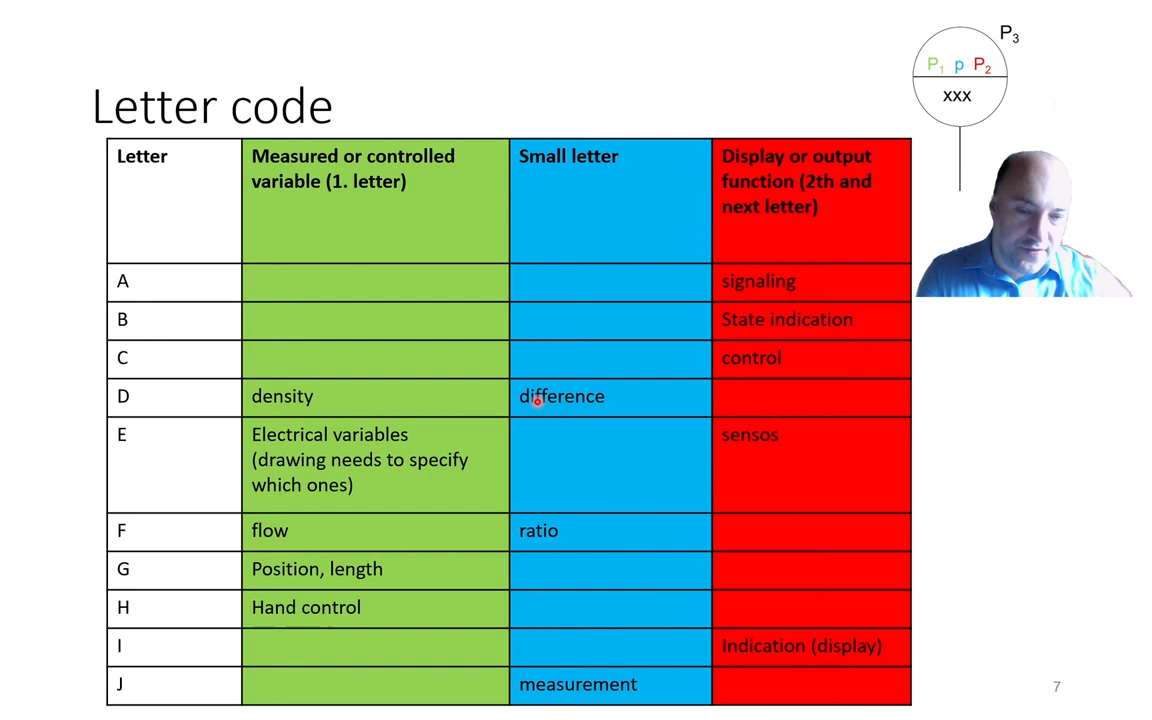 P3
P1 p P2
xxx
Letter code
Letter
Measured or controlled
variable (1. letter)
Small letter
Display or output
function (2th and
next letter)
A
signaling
B
State indication
C
control
D
density
difference
E
Electrical variables
(drawing needs to specify
which ones)
sensos
F
flow
ratio
G
Position, length
H
Hand control
I
Indication (display)
J
measurement
7